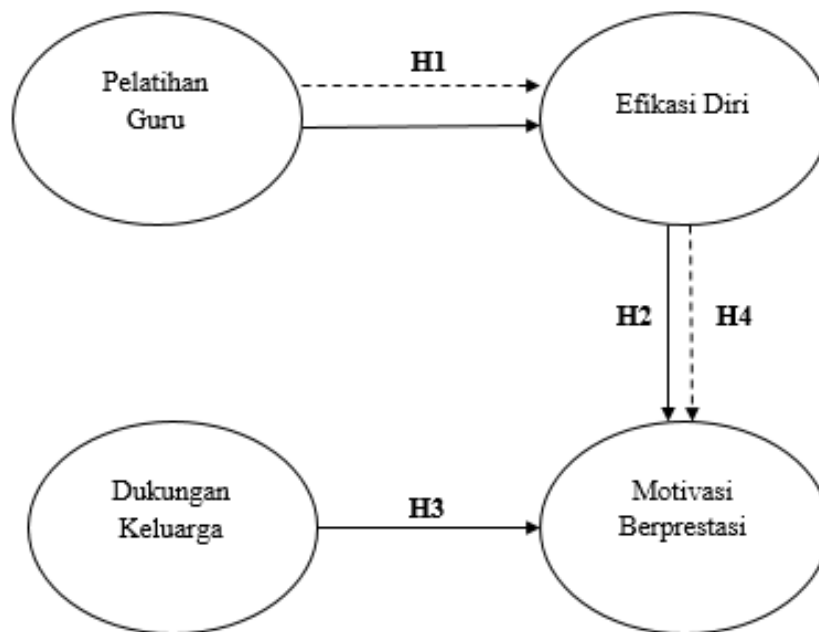 Pelatihan
Guru
H1
Efikasi Diri
H2
H4
Dukungan
Keluarga
H3
Motivasi
Berprestasi